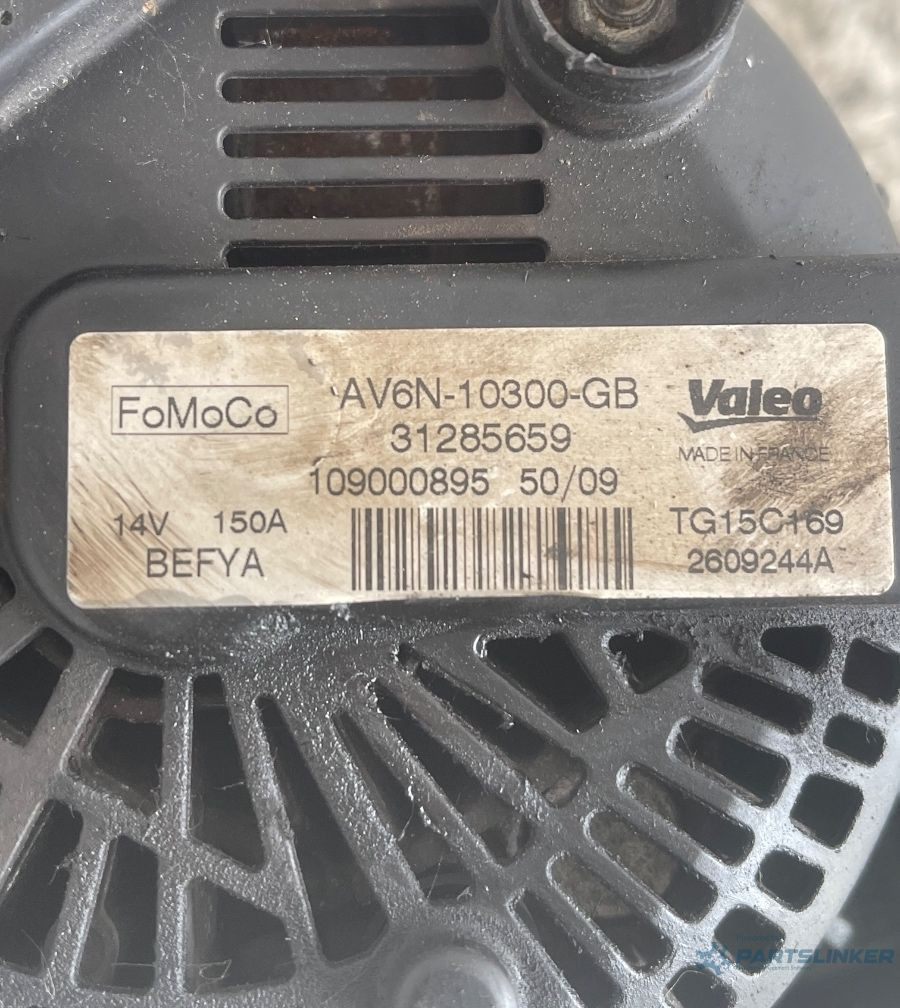 FoMoCo
AV6N-10300-GB
Valeo
31285659
MADE IN FRANCE
109000895 50/09
14V 150A
TG15C169
BEFYA
2609244A
PARTSLINKER